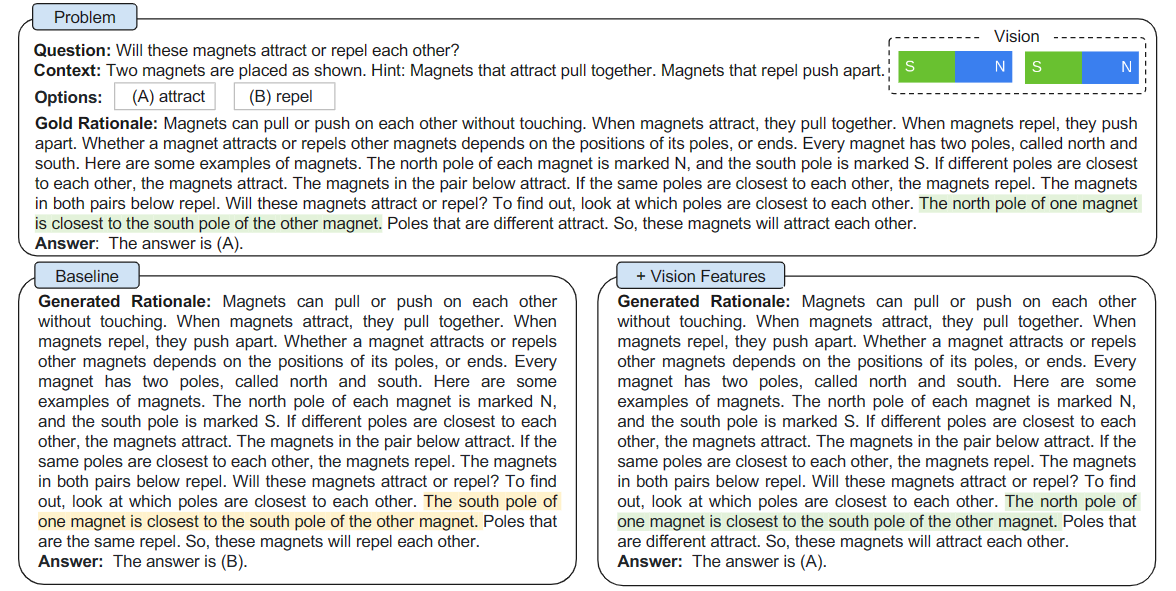 Problem
Question: Will these magnets attract or repel each other?
Context: Two magnets are placed as shown. Hint: Magnets that attract pull together. Magnets that repel push apart.
Vision
S N S N
Options: (A) attract (B) repel
Gold Rationale: Magnets can pull or push on each other without touching. When magnets attract, they pull together. When magnets repel, they push
apart. Whether a magnet attracts or repels other magnets depends on the positions of its poles, or ends. Every magnet has two poles, called north and
south. Here are some examples of magnets. The north pole of each magnet is marked N, and the south pole is marked S. If different poles are closest
to each other, the magnets attract. The magnets in the pair below attract. If the same poles are closest to each other, the magnets repel. The magnets
in both pairs below repel. Will these magnets attract or repel? To find out, look at which poles are closest to each other. The north pole of one magnet
is closest to the south pole of the other magnet. Poles that are different attract. So, these magnets will attract each other.
Answer: The answer is (A).
Baseline
Generated Rationale: Magnets can pull or push on each other
without touching. When magnets attract, they pull together. When
magnets repel, they push apart. Whether a magnet attracts or repels
other magnets depends on the positions of its poles, or ends. Every
magnet has two poles, called north and south. Here are some
examples of magnets. The north pole of each magnet is marked N,
and the south pole is marked S. If different poles are closest to each
other, the magnets attract. The magnets in the pair below attract. If the
same poles are closest to each other, the magnets repel. The magnets
in both pairs below repel. Will these magnets attract or repel? To find
out, look at which poles are closest to each other. The south pole of
one magnet is closest to the south pole of the other magnet. Poles that
are the same repel. So, these magnets will repel each other.
Answer: The answer is (B).
+ Vision Features
Generated Rationale: Magnets can pull or push on each other
without touching. When magnets attract, they pull together. When
magnets repel, they push apart. Whether a magnet attracts or repels
other magnets depends on the positions of its poles, or ends. Every
magnet has two poles, called north and south. Here are some
examples of magnets. The north pole of each magnet is marked N,
and the south pole is marked S. If different poles are closest to each
other, the magnets attract. The magnets in the pair below attract. If the
same poles are closest to each other, the magnets repel. The magnets
in both pairs below repel. Will these magnets attract or repel? To find
out, look at which poles are closest to each other. The north pole of
one magnet is closest to the south pole of the other magnet. Poles that
are different attract. So, these magnets will attract each other.
Answer: The answer is (A).